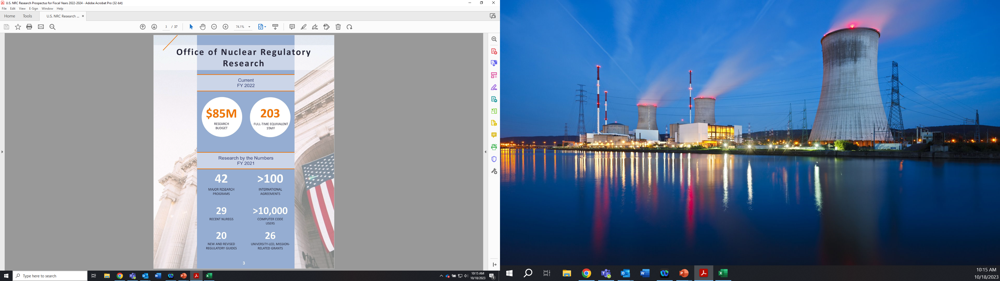 U.S. NRC Research Prospectus for Fiscal Years 2022-2024 - Adobe Acrobat Pro (32-bit)
File Edit View E-Sign Window Help
Home Tools U.S. NRC Research ... ×
3 / 37 74.1%
Office of Nuclear Regulatory
Research
Current
FY 2022
$85M
RESEARCH
BUDGET
203
FULL-TIME EQUIVALENT
STAFF
Research by the Numbers
FY 2021
42
MAJOR RESEARCH
PROGRAMS
>100
INTERNATIONAL
AGREEMENTS
29
RECENT NUREGS
>10,000
COMPUTER CODE
USERS
20
NEW AND REVISED
REGULATORY GUIDES
26
UNIVERSITY-LED, MISSION-
RELATED GRANTS
3
Type here to search
10:15 AM
10/18/2023
6
10:15 AM
10/18/2023